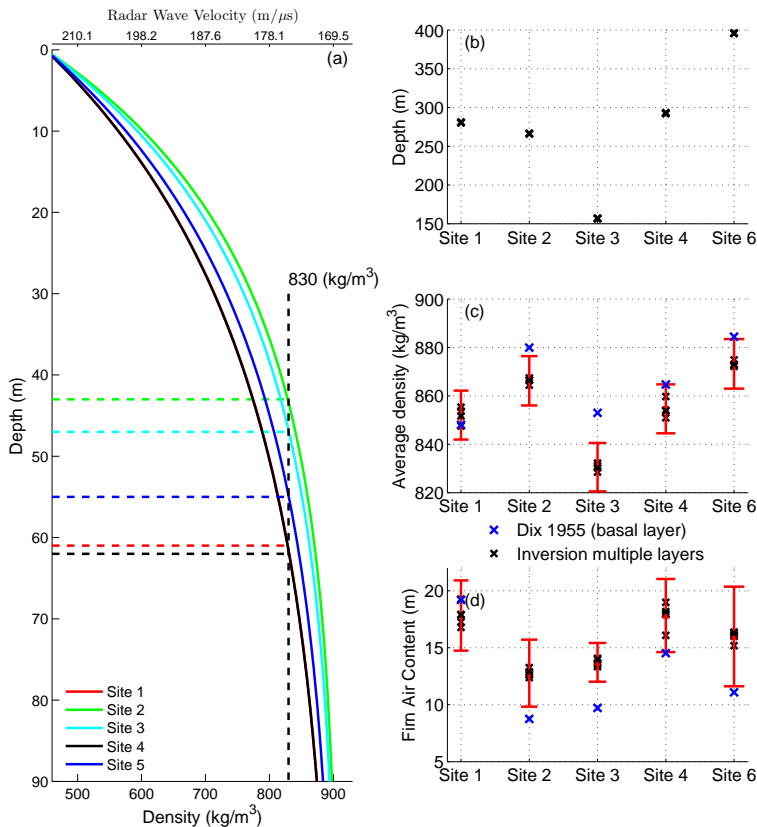 Radar Wave Velocity (m/μs)
210.1 198.2 187.6 178.1 169.5
(a)
0
10
20
30
40
50
60
70
80
90
Depth (m)
830 (kg/m³)
Site 1
Site 2
Site 3
Site 4
Site 5
500 600 700 800 900
Density (kg/m³)
(b)
400
350
300
250
200
150
Depth (m)
Site 1 Site 2 Site 3 Site 4 Site 6
(c)
900
880
860
840
820
Average density (kg/m³)
Site 1 Site 2 Site 3 Site 4 Site 6
Dix 1955 (basal layer)
Inversion multiple layers
(d)
20
15
10
5
Firn Air Content (m)
Site 1 Site 2 Site 3 Site 4 Site 6